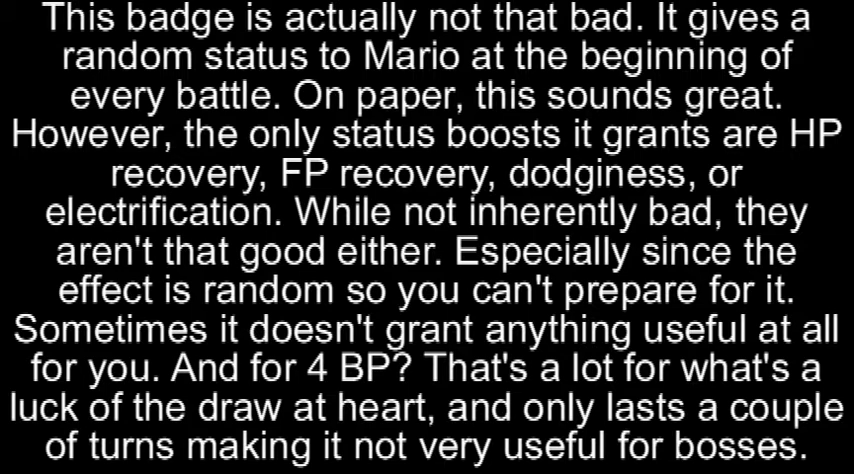 This badge is actually not that bad. It gives a
random status to Mario at the beginning of
every battle. On paper, this sounds great.
However, the only status boosts it grants are HP
recovery, FP recovery, dodginess, or
electrification. While not inherently bad, they
aren't that good either. Especially since the
effect is random so you can't prepare for it.
Sometimes it doesn't grant anything useful at all
for you. And for 4 BP? That's a lot for what's a
luck of the draw at heart, and only lasts a couple
of turns making it not very useful for bosses.